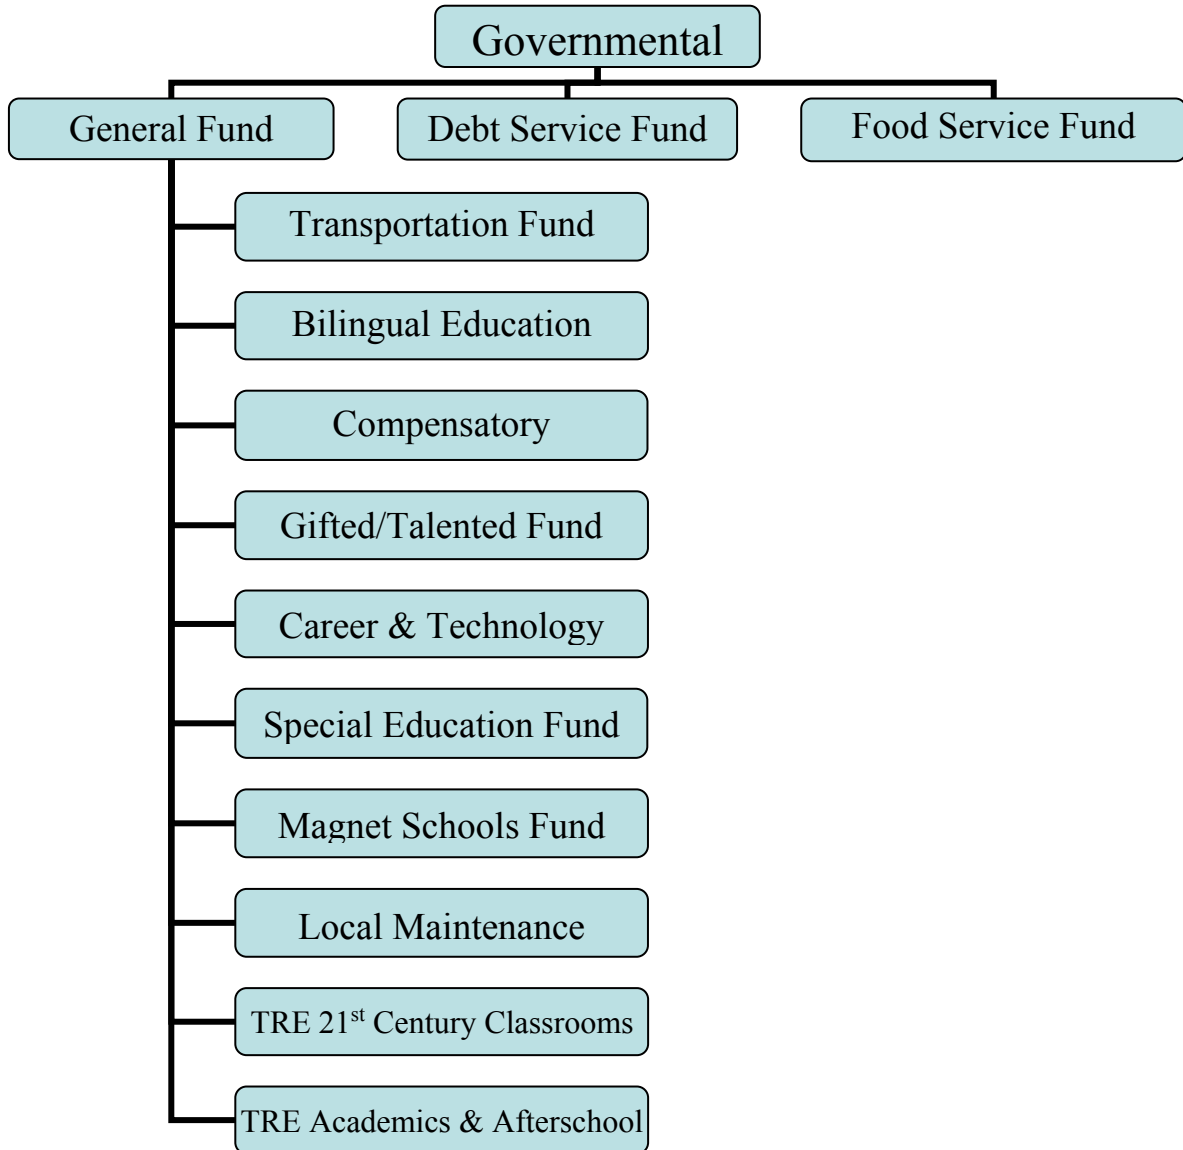 Governmental
General Fund
Debt Service Fund
Food Service Fund
Transportation Fund
Bilingual Education
Compensatory
Gifted/Talented Fund
Career & Technology
Special Education Fund
Magnet Schools Fund
Local Maintenance
TRE 21st Century Classrooms
TRE Academics & Afterschool